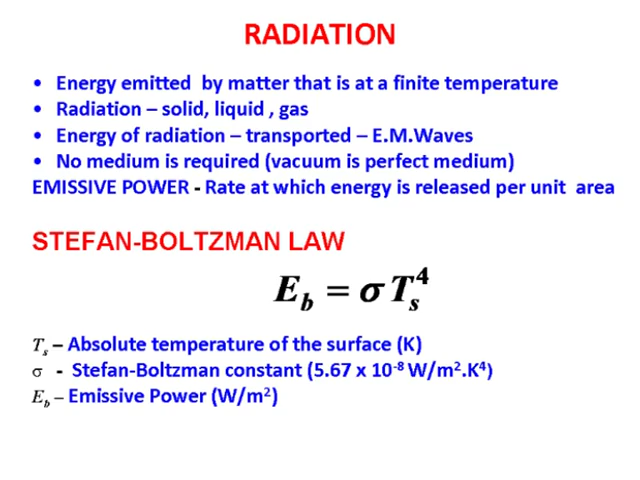 RADIATION
• Energy emitted by matter that is at a finite temperature
• Radiation – solid, liquid , gas
• Energy of radiation – transported – E.M.Waves
• No medium is required (vacuum is perfect medium)
EMISSIVE POWER - Rate at which energy is released per unit area
STEFAN-BOLTZMAN LAW
E_b = σ T_s^4
T_s – Absolute temperature of the surface (K)
σ - Stefan-Boltzman constant (5.67 x 10^-8 W/m^2.K^4)
E_b – Emissive Power (W/m^2)